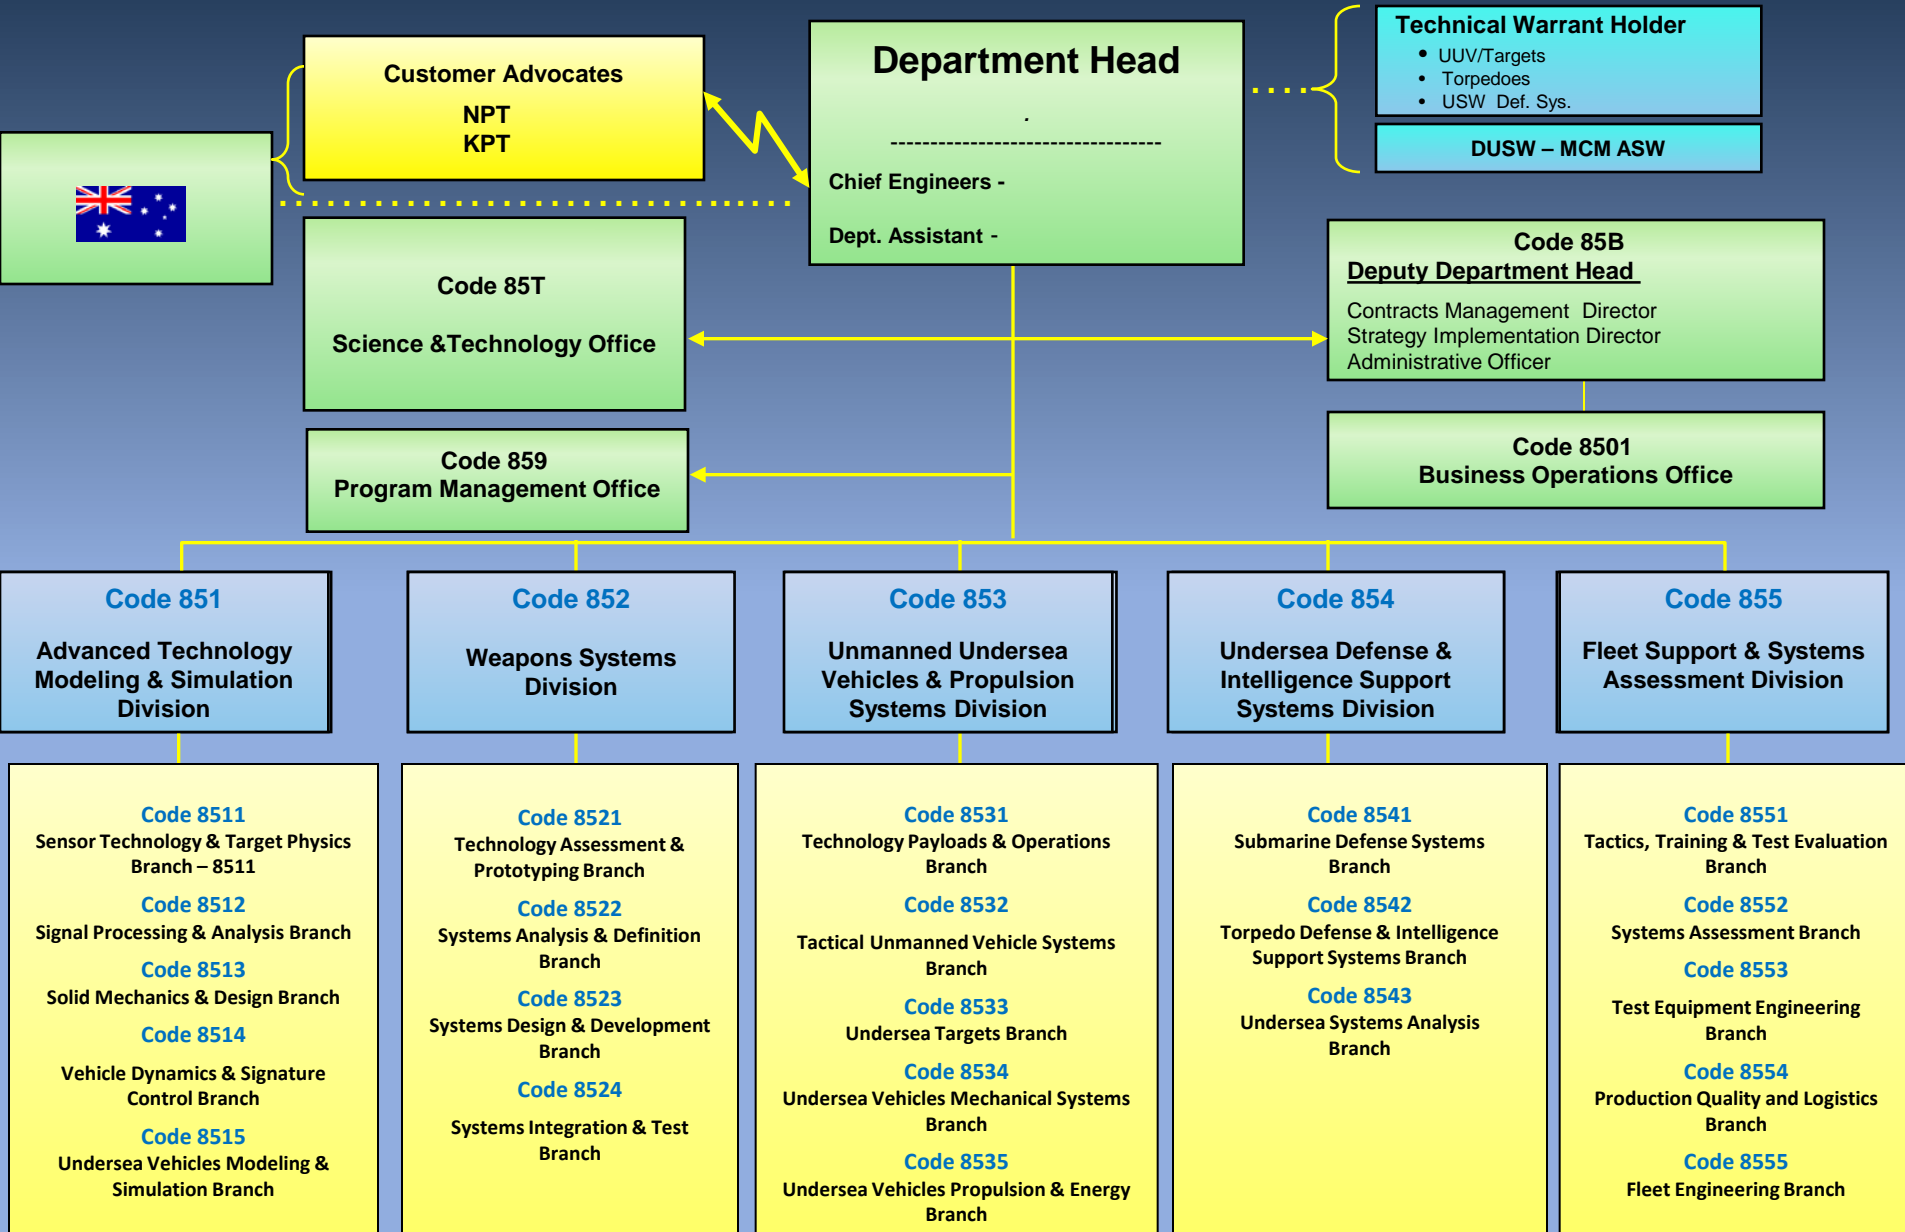 Customer Advocates
NPT
KPT
Department Head
.
----------------------------------
Chief Engineers -
Dept. Assistant -
Technical Warrant Holder
• UUV/Targets
• Torpedoes
• USW Def. Sys.
DUSW – MCM ASW
Code 85T
Science &Technology Office
Code 85B
Deputy Department Head
Contracts Management Director
Strategy Implementation Director
Administrative Officer
Code 859
Program Management Office
Code 8501
Business Operations Office
Code 851
Advanced Technology
Modeling & Simulation
Division
Code 852
Weapons Systems
Division
Code 853
Unmanned Undersea
Vehicles & Propulsion
Systems Division
Code 854
Undersea Defense &
Intelligence Support
Systems Division
Code 855
Fleet Support & Systems
Assessment Division
Code 8511
Sensor Technology & Target Physics
Branch – 8511
Code 8512
Signal Processing & Analysis Branch
Code 8513
Solid Mechanics & Design Branch
Code 8514
Vehicle Dynamics & Signature
Control Branch
Code 8515
Undersea Vehicles Modeling &
Simulation Branch
Code 8521
Technology Assessment &
Prototyping Branch
Code 8522
Systems Analysis & Definition
Branch
Code 8523
Systems Design & Development
Branch
Code 8524
Systems Integration & Test
Branch
Code 8531
Technology Payloads & Operations
Branch
Code 8532
Tactical Unmanned Vehicle Systems
Branch
Code 8533
Undersea Targets Branch
Code 8534
Undersea Vehicles Mechanical Systems
Branch
Code 8535
Undersea Vehicles Propulsion & Energy
Branch
Code 8541
Submarine Defense Systems
Branch
Code 8542
Torpedo Defense & Intelligence
Support Systems Branch
Code 8543
Undersea Systems Analysis
Branch
Code 8551
Tactics, Training & Test Evaluation
Branch
Code 8552
Systems Assessment Branch
Code 8553
Test Equipment Engineering
Branch
Code 8554
Production Quality and Logistics
Branch
Code 8555
Fleet Engineering Branch